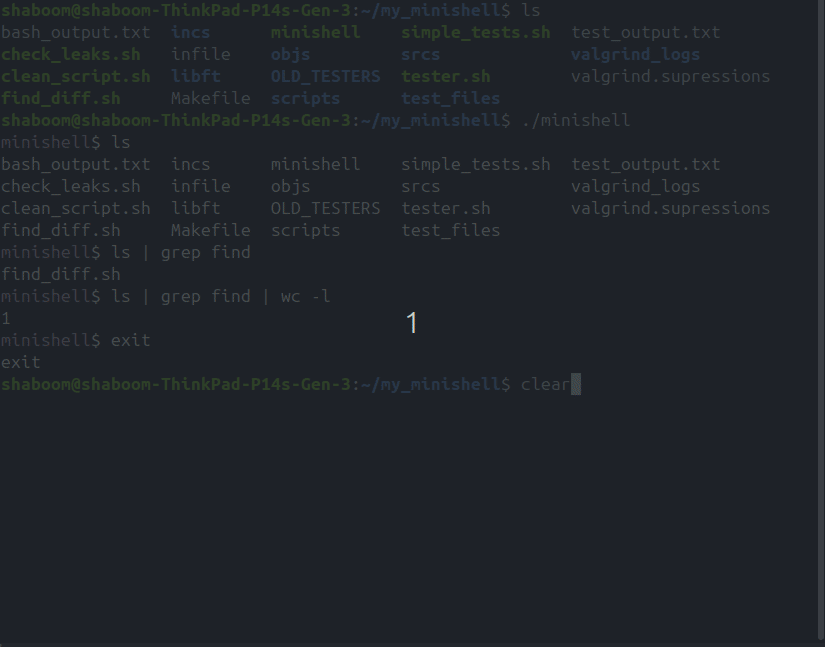 shaboom@shaboom-ThinkPad-P14s-Gen-3:~/my_minishell$ ls
bash_output.txt  incs      minishell    simple_tests.sh  test_output.txt
check_leaks.sh   infile    objs         srcs             valgrind_logs
clean_script.sh  libft     OLD_TESTERS  tester.sh        valgrind.supressions
find_diff.sh     Makefile  scripts      test_files
shaboom@shaboom-ThinkPad-P14s-Gen-3:~/my_minishell$ ./minishell
minishell$ ls
bash_output.txt  incs      minishell    simple_tests.sh  test_output.txt
check_leaks.sh   infile    objs         srcs             valgrind_logs
clean_script.sh  libft     OLD_TESTERS  tester.sh        valgrind.supressions
find_diff.sh     Makefile  scripts      test_files
minishell$ ls | grep find
find_diff.sh
minishell$ ls | grep find | wc -l
1
1
minishell$ exit
exit
shaboom@shaboom-ThinkPad-P14s-Gen-3:~/my_minishell$ clear